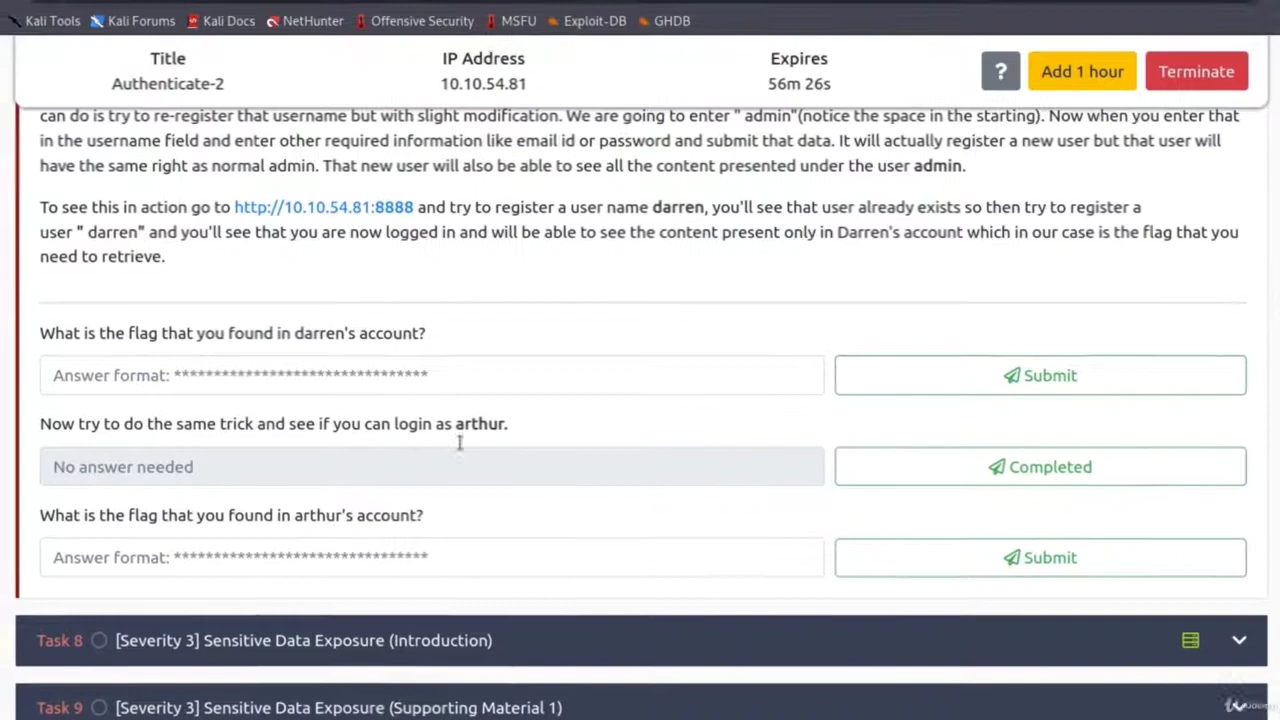 Kali Tools Kali Forums Kali Docs NetHunter Offensive Security MSFU Exploit-DB GHDB
Title IP Address Expires
Authenticate-2 10.10.54.81 56m 26s
? Add 1 hour Terminate
can do is try to re-register that username but with slight modification. We are going to enter " admin"(notice the space in the starting). Now when you enter that
in the username field and enter other required information like email id or password and submit that data. It will actually register a new user but that user will
have the same right as normal admin. That new user will also be able to see all the content presented under the user admin.
To see this in action go to http://10.10.54.81:8888 and try to register a user name darren, you'll see that user already exists so then try to register a
user " darren" and you'll see that you are now logged in and will be able to see the content present only in Darren's account which in our case is the flag that you
need to retrieve.
What is the flag that you found in darren's account?
Answer format: ******************************** Submit
Now try to do the same trick and see if you can login as arthur.
No answer needed Completed
What is the flag that you found in arthur's account?
Answer format: ******************************** Submit
Task 8 [Severity 3] Sensitive Data Exposure (Introduction)
Task 9 [Severity 3] Sensitive Data Exposure (Supporting Material 1)